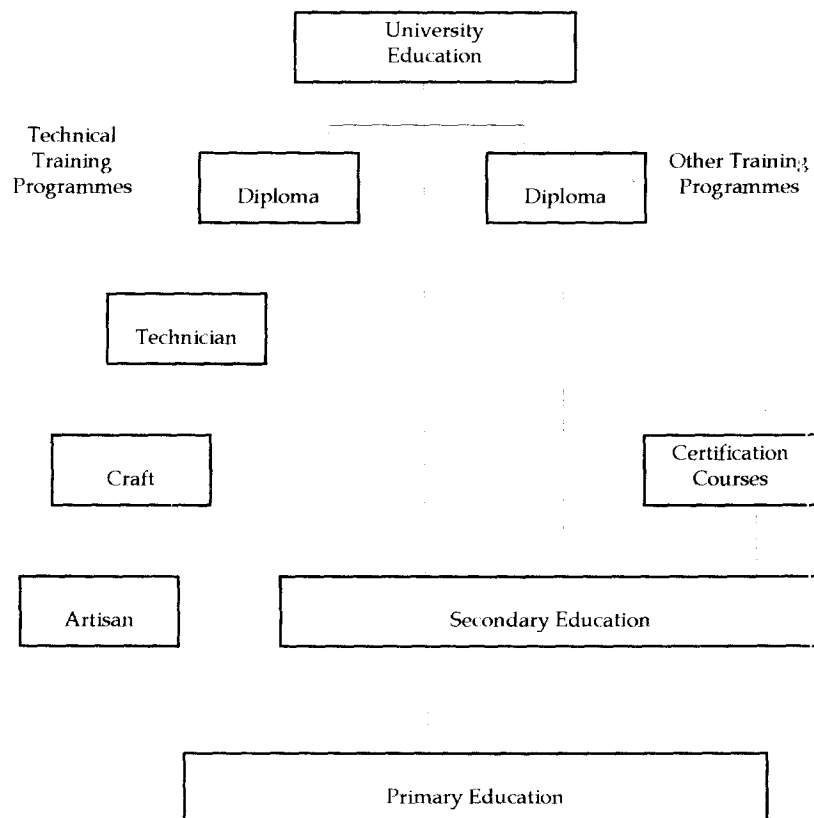 University
Education
Technical
Training
Programmes
Diploma
Diploma
Other Training
Programmes
Technician
Craft
Certification
Courses
Artisan
Secondary Education
Primary Education